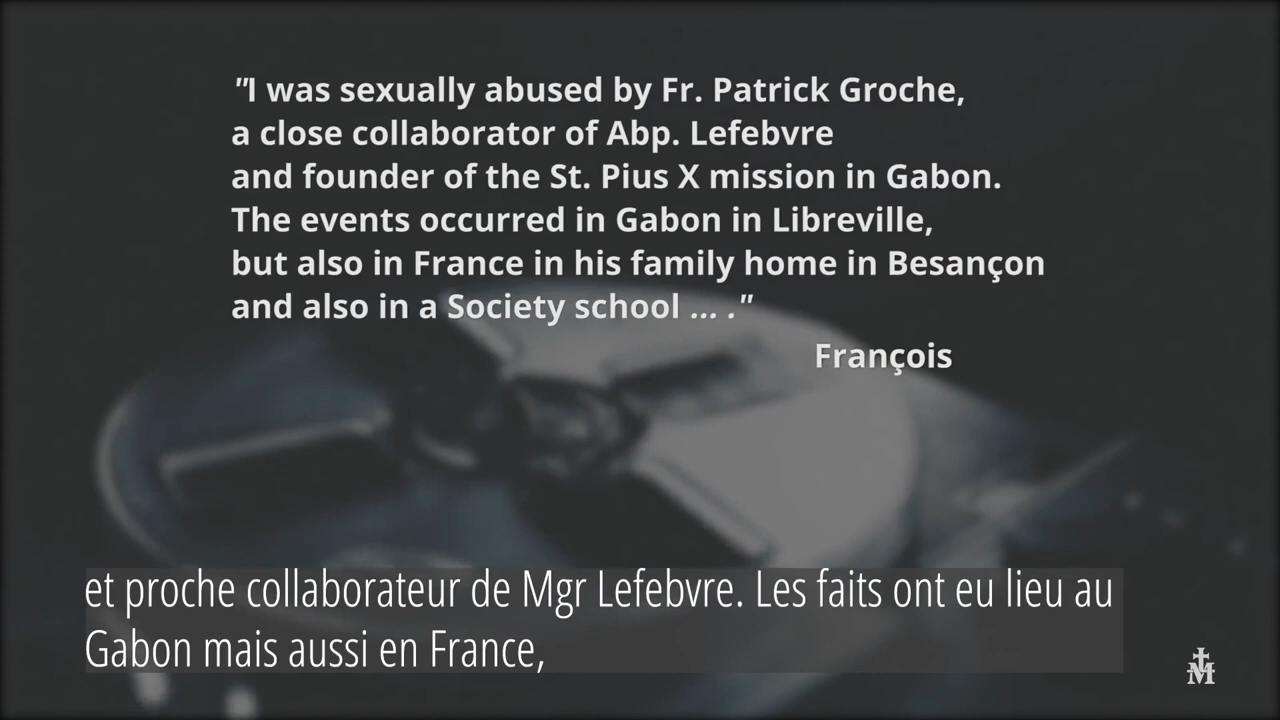 "I was sexually abused by Fr. Patrick Groche,
a close collaborator of Abp. Lefebvre
and founder of the St. Pius X mission in Gabon.
The events occurred in Gabon in Libreville,
but also in France in his family home in Besançon
and also in a Society school ... ."
François
et proche collaborateur de Mgr Lefebvre. Les faits ont eu lieu au
Gabon mais aussi en France,